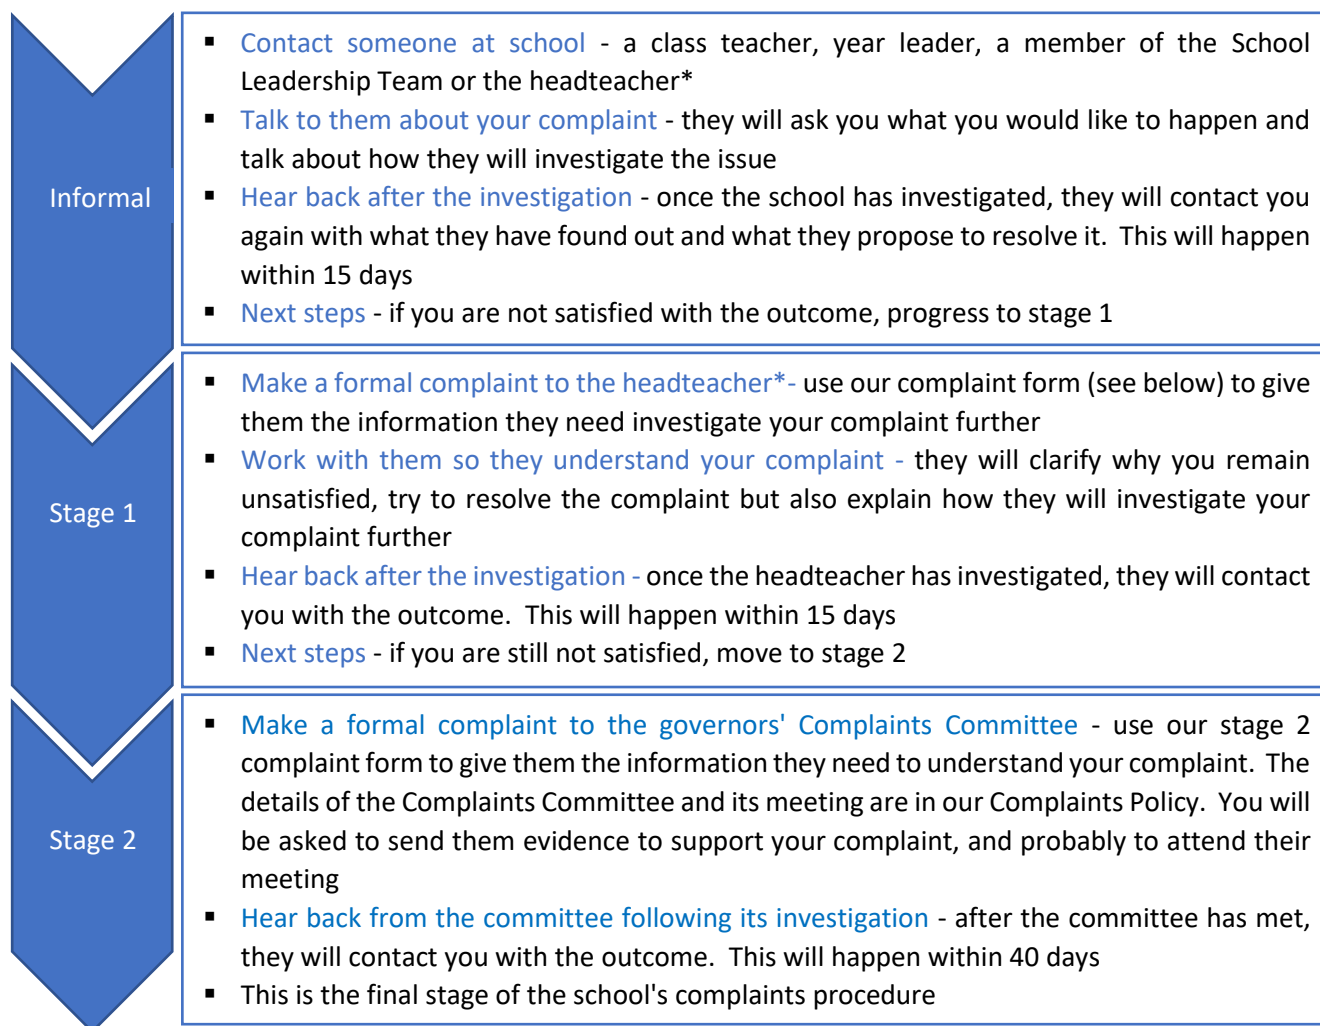 Informal
▪ Contact someone at school - a class teacher, year leader, a member of the School
Leadership Team or the headteacher*
▪ Talk to them about your complaint - they will ask you what you would like to happen and
talk about how they will investigate the issue
▪ Hear back after the investigation - once the school has investigated, they will contact you
again with what they have found out and what they propose to resolve it. This will happen
within 15 days
▪ Next steps - if you are not satisfied with the outcome, progress to stage 1
Stage 1
▪ Make a formal complaint to the headteacher*- use our complaint form (see below) to give
them the information they need investigate your complaint further
▪ Work with them so they understand your complaint - they will clarify why you remain
unsatisfied, try to resolve the complaint but also explain how they will investigate your
complaint further
▪ Hear back after the investigation - once the headteacher has investigated, they will contact
you with the outcome. This will happen within 15 days
▪ Next steps - if you are still not satisfied, move to stage 2
Stage 2
▪ Make a formal complaint to the governors' Complaints Committee - use our stage 2
complaint form to give them the information they need to understand your complaint. The
details of the Complaints Committee and its meeting are in our Complaints Policy. You will
be asked to send them evidence to support your complaint, and probably to attend their
meeting
▪ Hear back from the committee following its investigation - after the committee has met,
they will contact you with the outcome. This will happen within 40 days
▪ This is the final stage of the school's complaints procedure